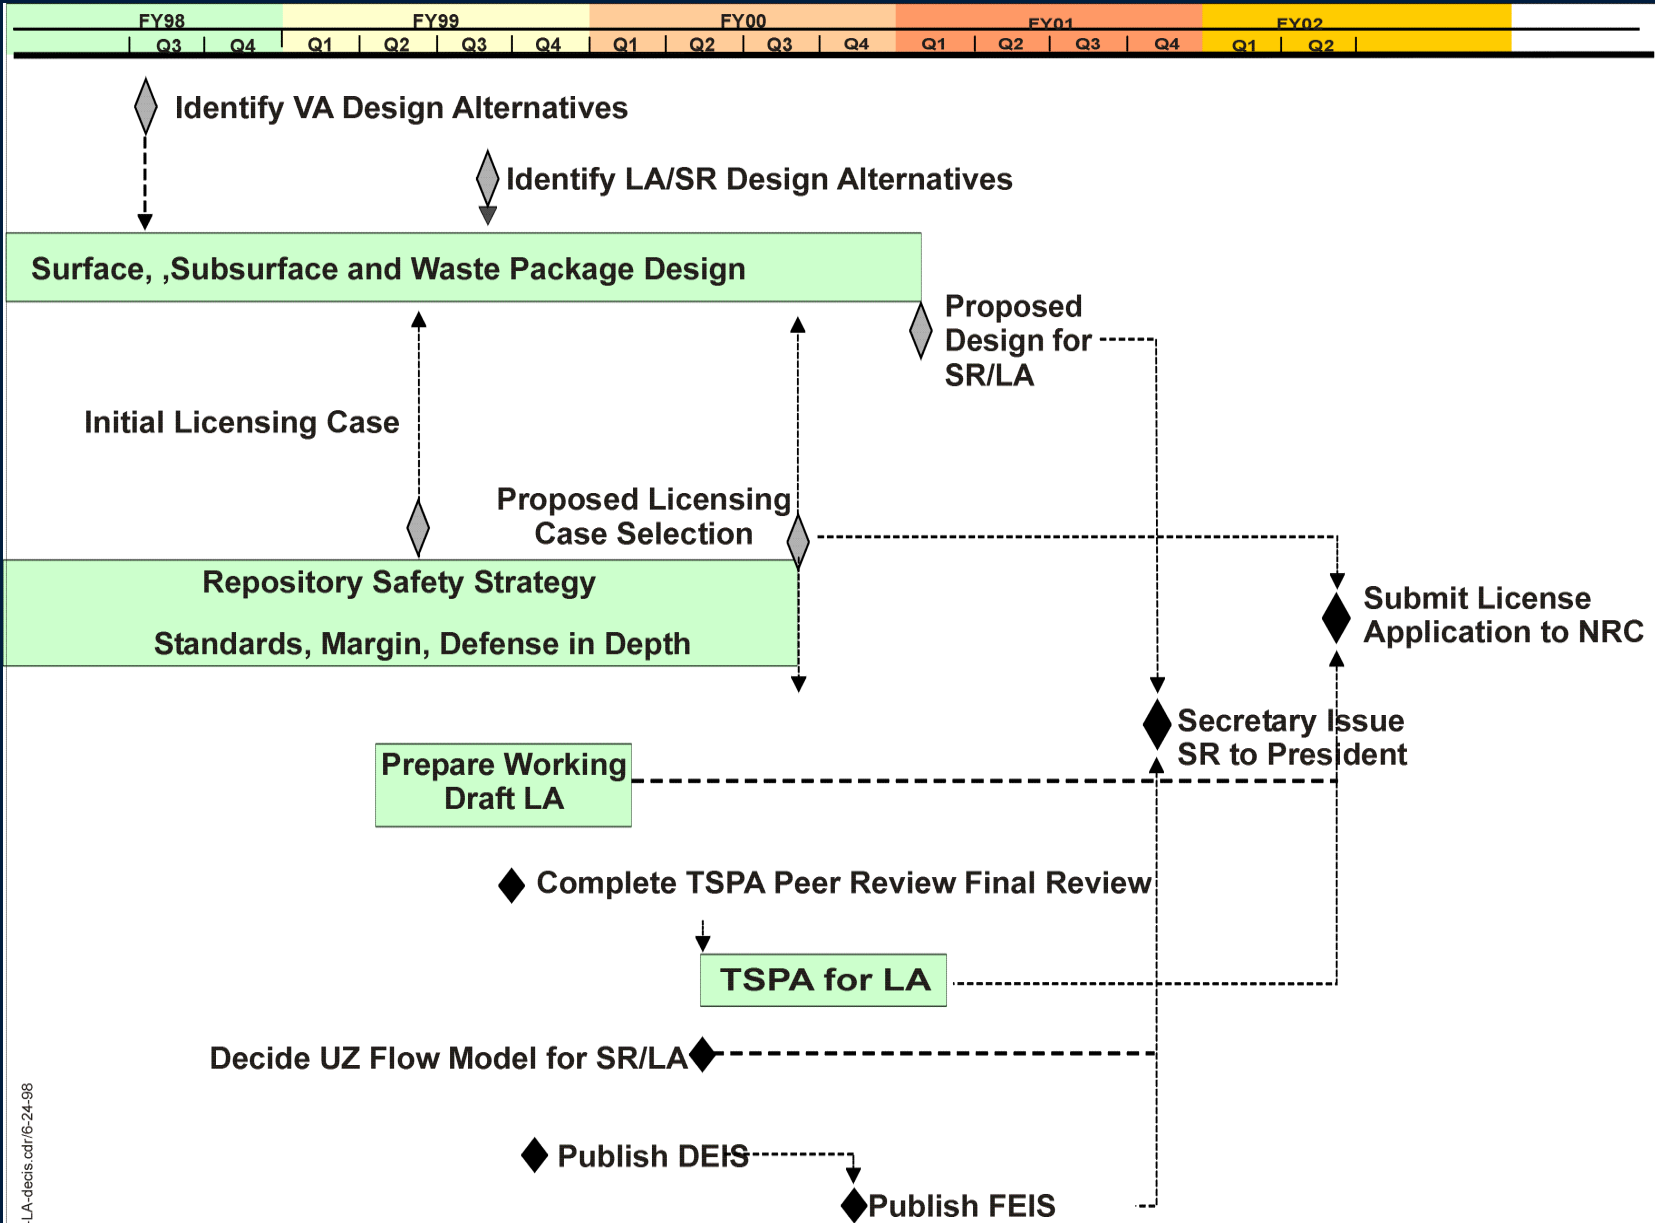 FY98 FY99 FY00 FY01 FY02
Q3 Q4 Q1 Q2 Q3 Q4 Q1 Q2 Q3 Q4 Q1 Q2 Q3 Q4 Q1 Q2
Identify VA Design Alternatives
Identify LA/SR Design Alternatives
Surface, ,Subsurface and Waste Package Design
Proposed
Design for
SR/LA
Initial Licensing Case
Proposed Licensing
Case Selection
Repository Safety Strategy
Standards, Margin, Defense in Depth
Submit License
Application to NRC
Secretary Issue
SR to President
Prepare Working
Draft LA
Complete TSPA Peer Review Final Review
TSPA for LA
Decide UZ Flow Model for SR/LA
Publish DEIS
Publish FEIS
-LA-decis.cdr/6-24-98